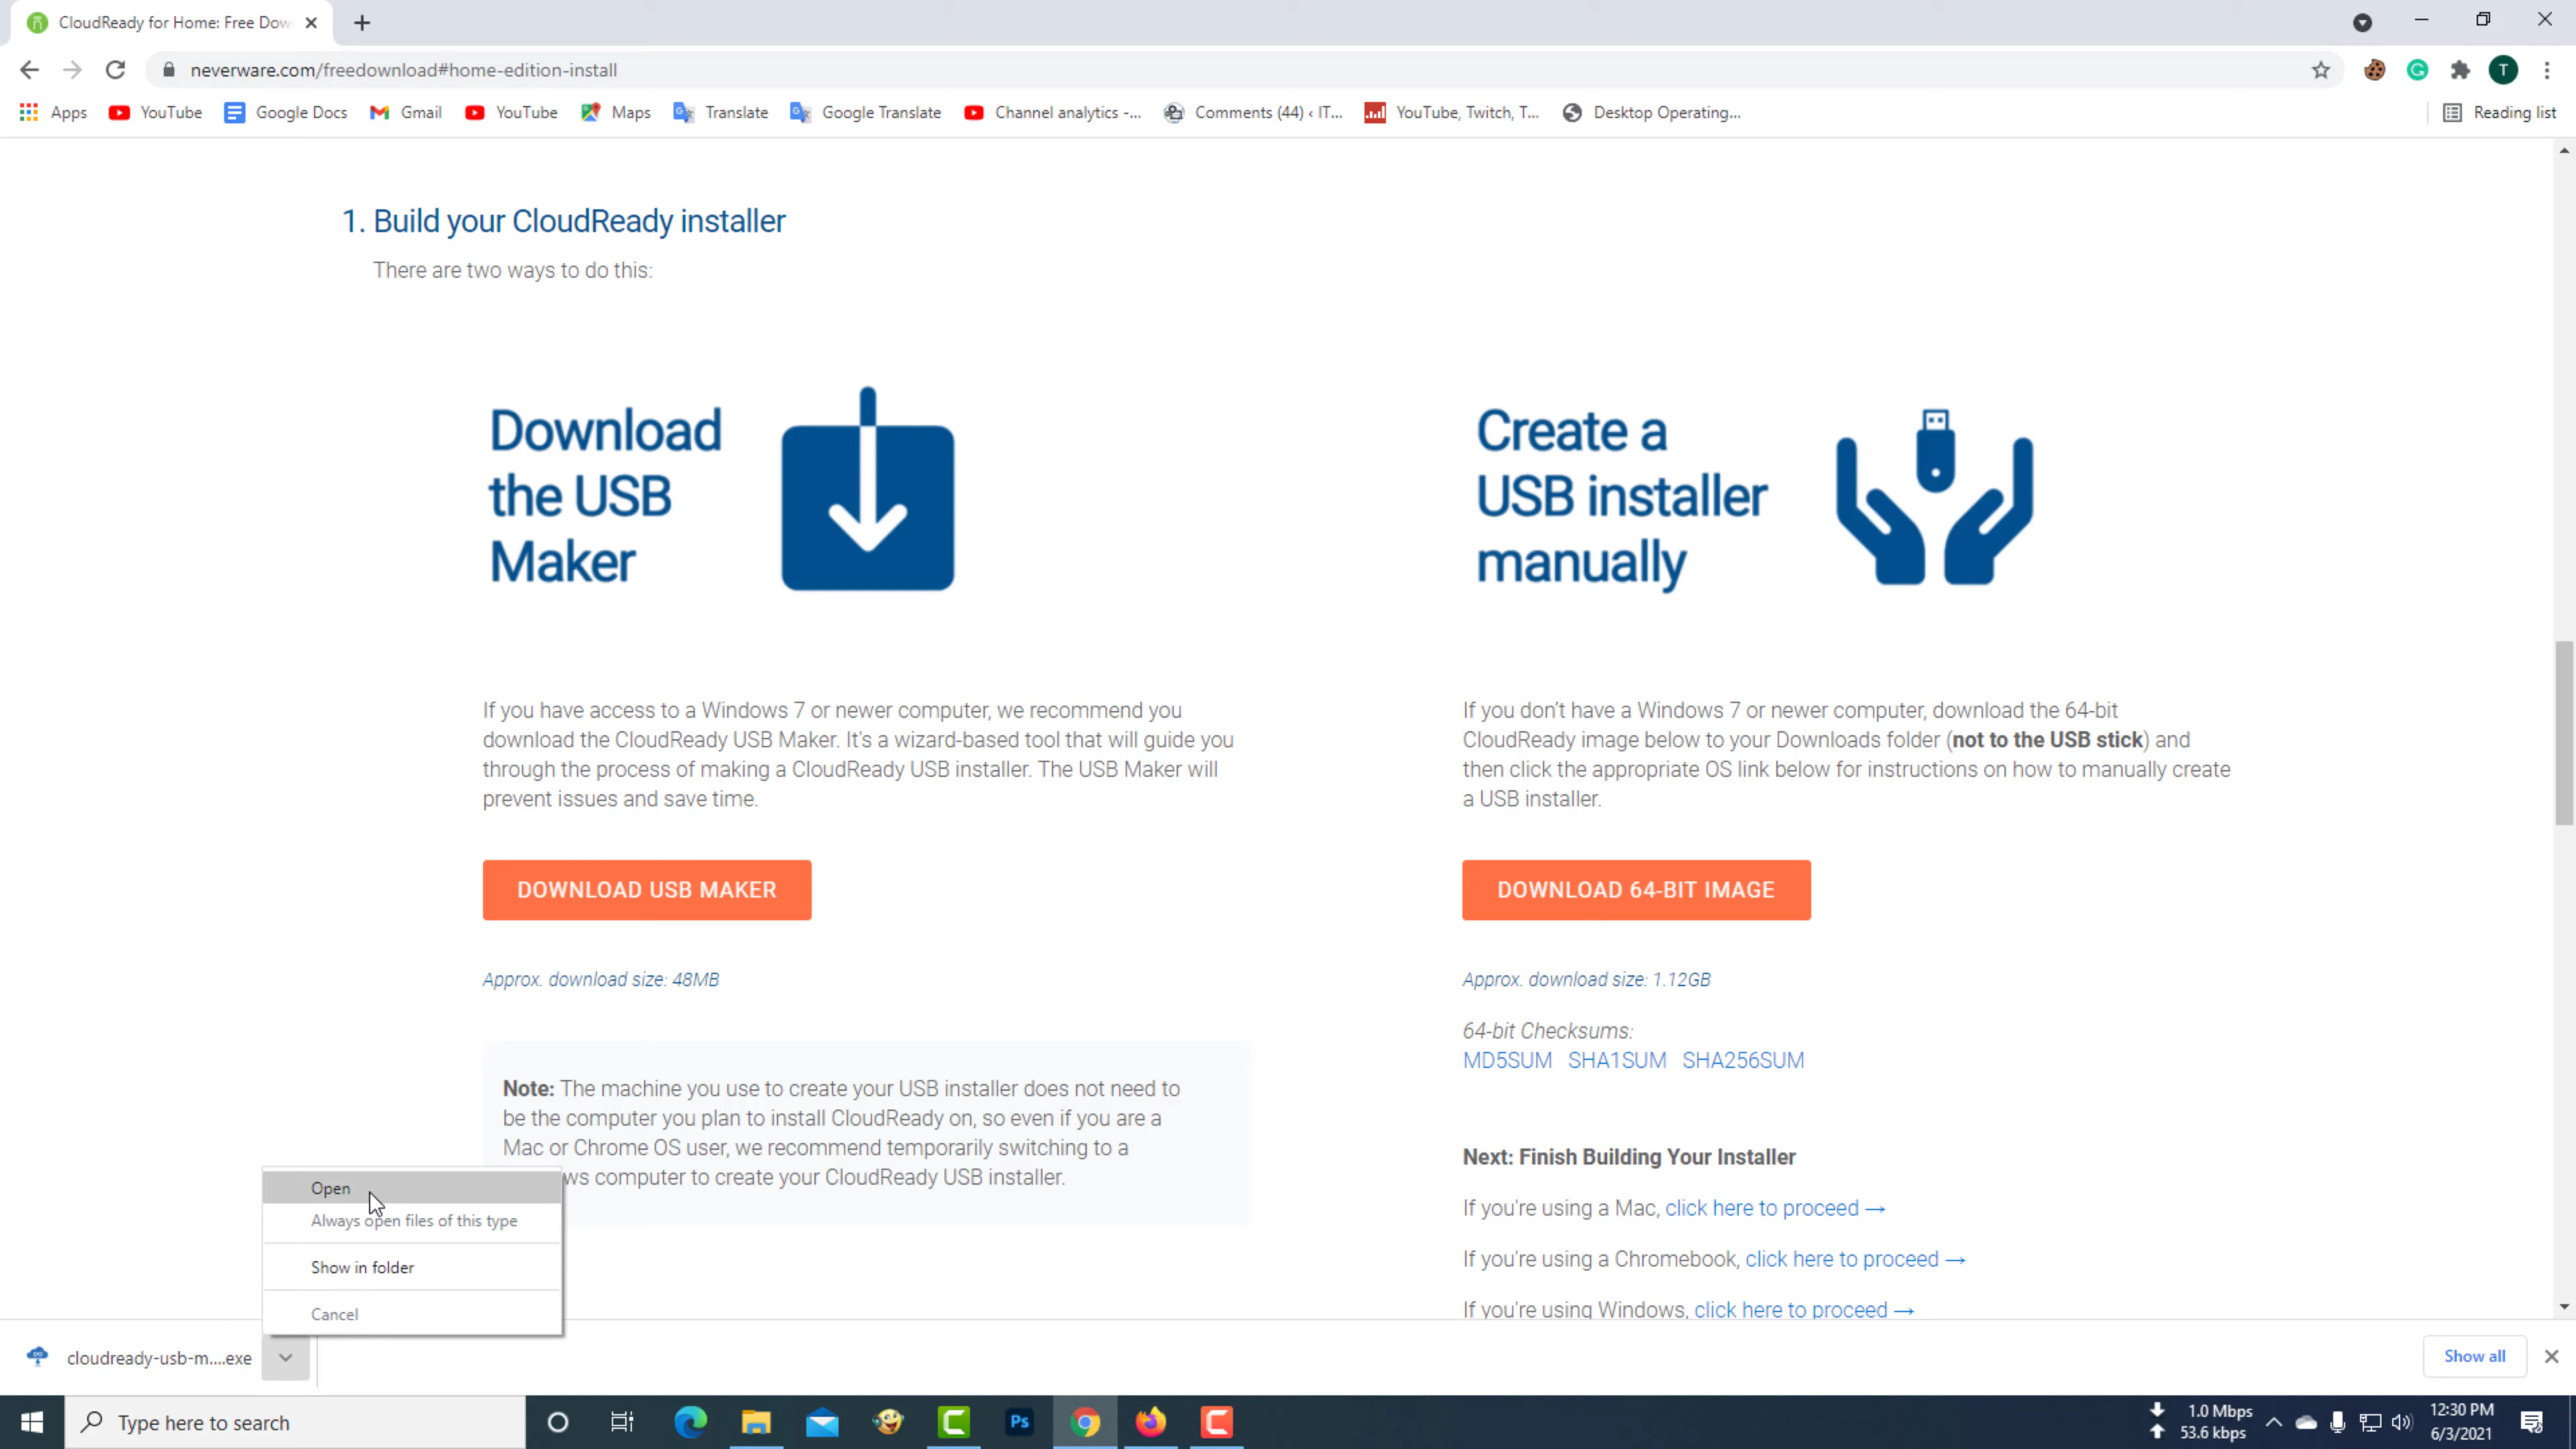 CloudReady for Home: Free Dow
neverware.com/freedownload#home-edition-install
T
Apps YouTube Google Docs Gmail YouTube Maps Translate Google Translate Channel analytics -... Comments (44) ‹ IT... YouTube, Twitch, T... Desktop Operating... Reading list
1. Build your CloudReady installer
There are two ways to do this:
Download
the USB
Maker
If you have access to a Windows 7 or newer computer, we recommend you
download the CloudReady USB Maker. It's a wizard-based tool that will guide you
through the process of making a CloudReady USB installer. The USB Maker will
prevent issues and save time.
DOWNLOAD USB MAKER
Approx. download size: 48MB
Note: The machine you use to create your USB installer does not need to
be the computer you plan to install CloudReady on, so even if you are a
Mac or Chrome OS user, we recommend temporarily switching to a
ws computer to create your CloudReady USB installer.
Create a
USB installer
manually
If you don't have a Windows 7 or newer computer, download the 64-bit
CloudReady image below to your Downloads folder (not to the USB stick) and
then click the appropriate OS link below for instructions on how to manually create
a USB installer.
DOWNLOAD 64-BIT IMAGE
Approx. download size: 1.12GB
64-bit Checksums:
MD5SUM SHA1SUM SHA256SUM
Next: Finish Building Your Installer
If you're using a Mac, click here to proceed →
If you're using a Chromebook, click here to proceed →
If you're using Windows, click here to proceed →
Open
Always open files of this type
Show in folder
Cancel
cloudready-usb-m....exe
Show all
Type here to search
Ps
1.0 Mbps
53.6 kbps
12:30 PM
6/3/2021